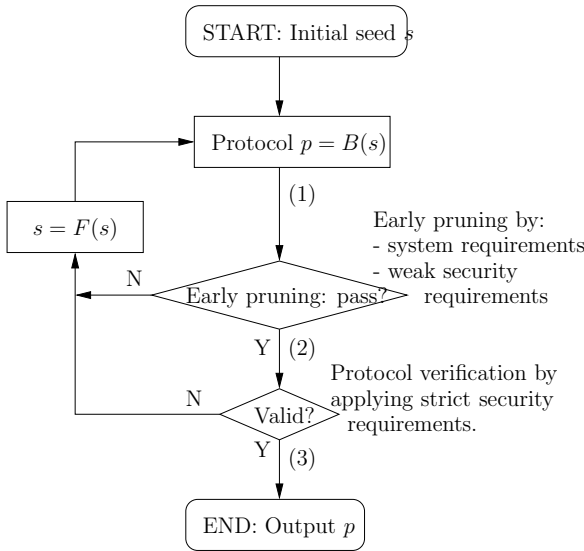 START: Initial seed s
Protocol p = B(s)
(1)
s = F(s)
Early pruning by:
- system requirements
- weak security
requirements
N
Early pruning: pass?
Y (2)
Protocol verification by
applying strict security
requirements.
N
Valid?
Y (3)
END: Output p